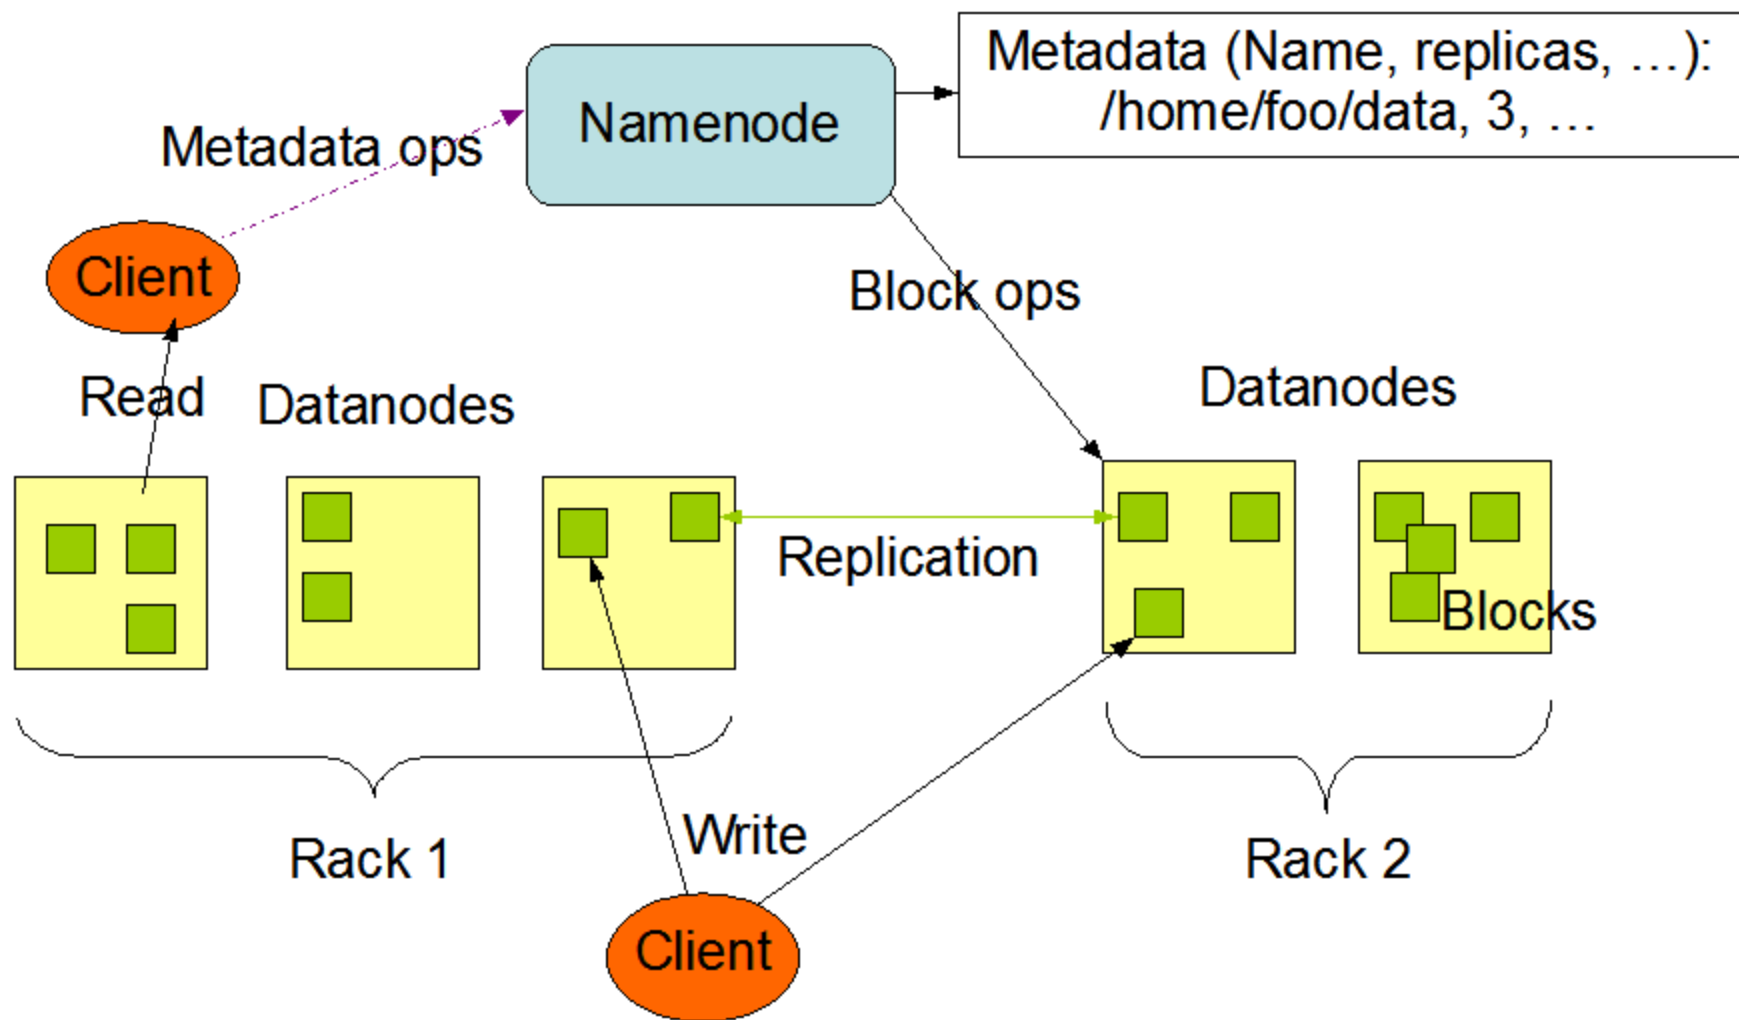 Metadata (Name, replicas, …):
/home/foo/data, 3, …
Namenode
Metadata ops
Client
Block ops
Read
Datanodes
Datanodes
Replication
Blocks
Rack 1
Write
Rack 2
Client